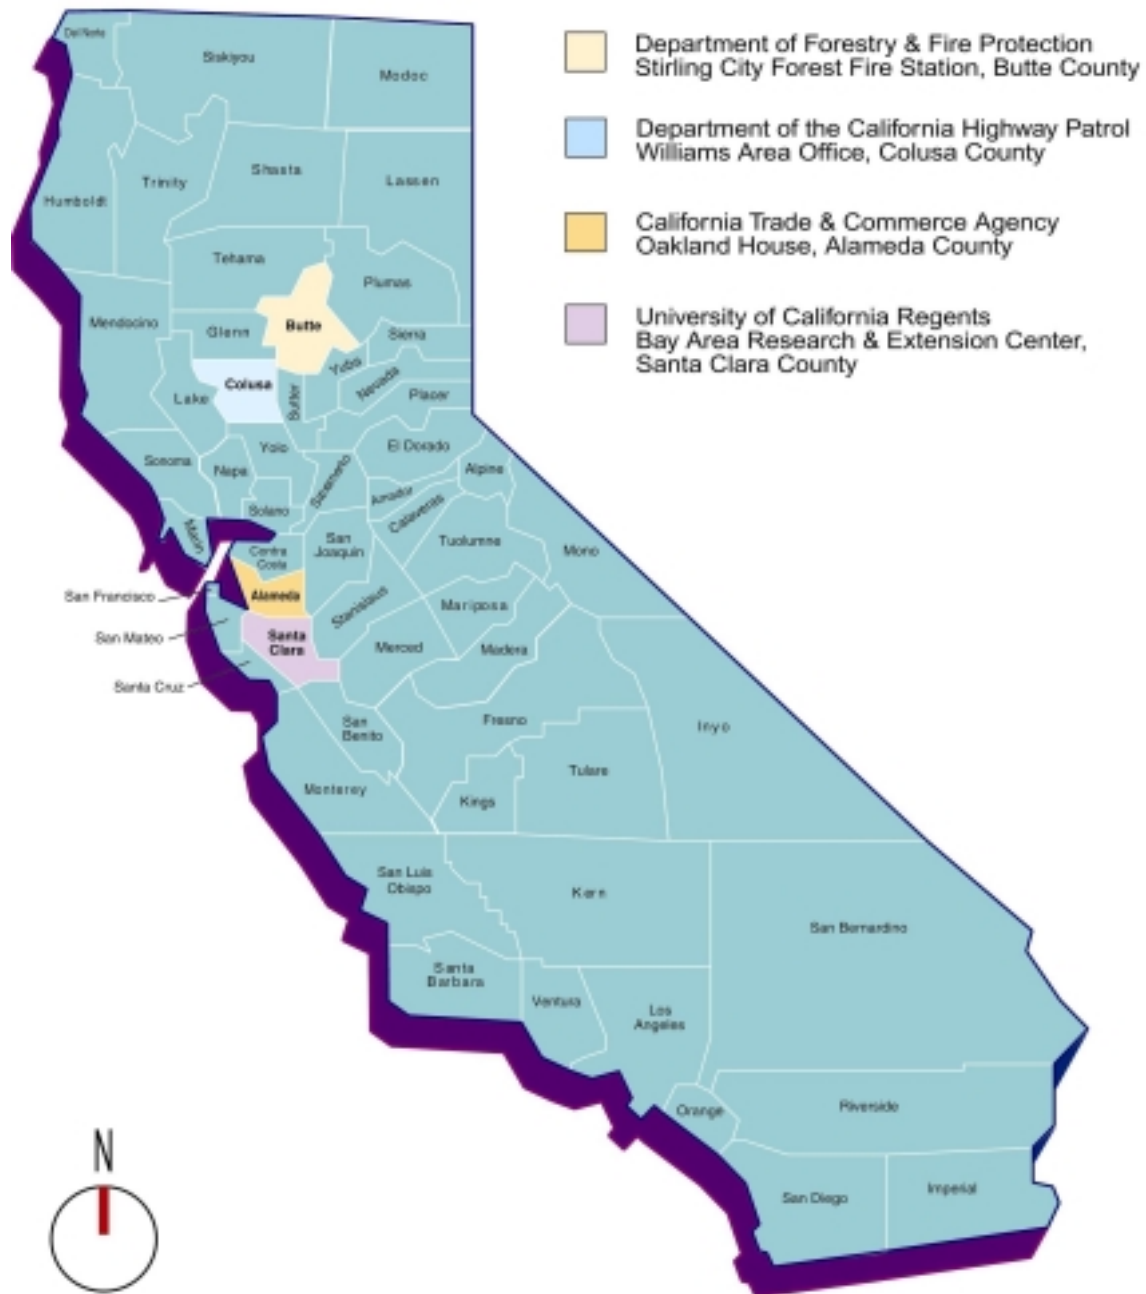 Department of Forestry & Fire Protection
Stirling City Forest Fire Station, Butte County
Department of the California Highway Patrol
Williams Area Office, Colusa County
California Trade & Commerce Agency
Oakland House, Alameda County
University of California Regents
Bay Area Research & Extension Center,
Santa Clara County
Del Norte
Siskiyou
Modoc
Humboldt
Trinity
Shasta
Lassen
Tehama
Plumas
Mendocino
Glenn
Butte
Sierra
Lake
Colusa
Sutter
Yuba
Nevada
Placer
Sonoma
Napa
Yolo
Sacramento
El Dorado
Alpine
Solano
Amador
Calaveras
Marin
Contra
Costa
San
Joaquin
Tuolumne
Mono
San Francisco
Alameda
Stanislaus
Mariposa
San Mateo
Santa
Clara
Merced
Madera
Santa Cruz
San
Benito
Fresno
Inyo
Monterey
Kings
Tulare
San Luis
Obispo
Kern
San Bernardino
Santa
Barbara
Ventura
Los
Angeles
Orange
Riverside
San Diego
Imperial
N